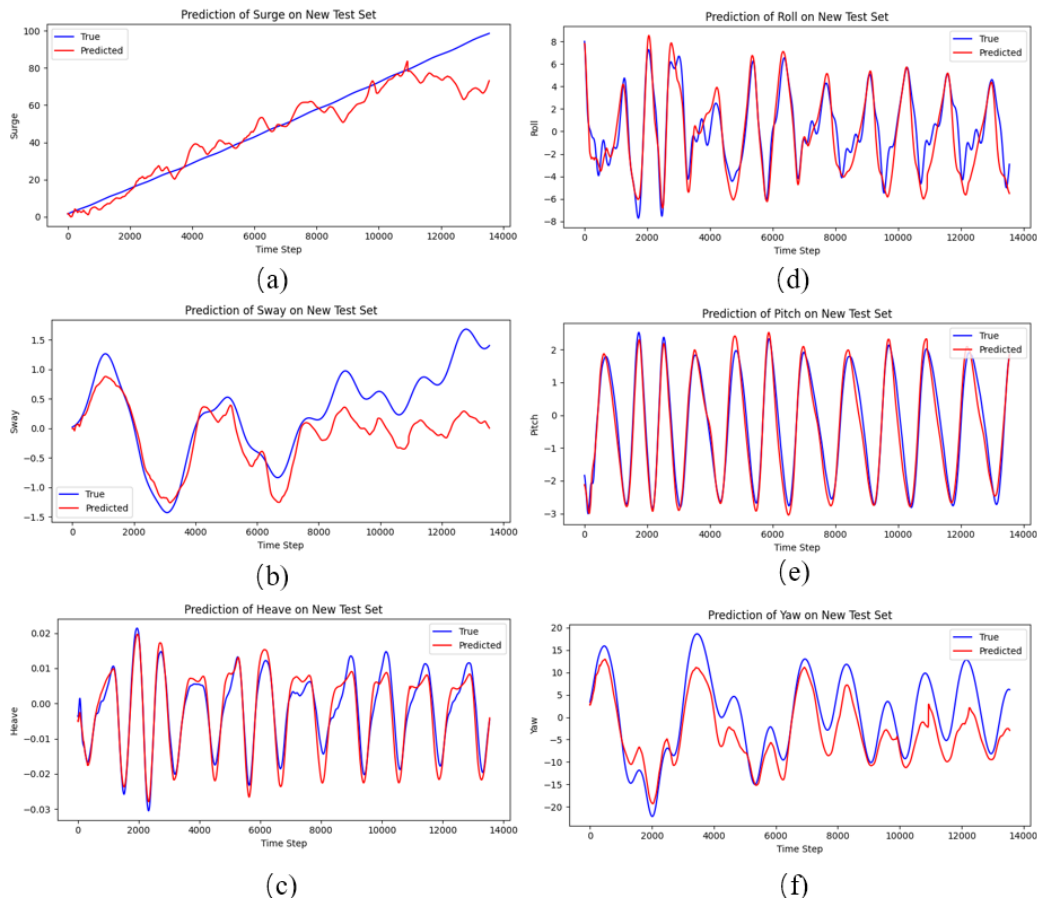 Prediction of Surge on New Test Set
True
Predicted
100
80
60
40
20
0
Surge
0 2000 4000 6000 8000 10000 12000 14000
Time Step
(a)
Prediction of Roll on New Test Set
True
Predicted
8
6
4
2
0
−2
−4
−6
−8
Roll
0 2000 4000 6000 8000 10000 12000 14000
Time Step
(d)
Prediction of Sway on New Test Set
1.5
1.0
0.5
0.0
−0.5
−1.0
−1.5
Sway
True
Predicted
0 2000 4000 6000 8000 10000 12000 14000
Time Step
(b)
Prediction of Pitch on New Test Set
True
Predicted
2
1
0
−1
−2
−3
Pitch
0 2000 4000 6000 8000 10000 12000 14000
Time Step
(e)
Prediction of Heave on New Test Set
True
Predicted
0.02
0.01
0.00
−0.01
−0.02
−0.03
Heave
0 2000 4000 6000 8000 10000 12000 14000
Time Step
(c)
Prediction of Yaw on New Test Set
True
Predicted
20
15
10
5
0
−5
−10
−15
−20
Yaw
0 2000 4000 6000 8000 10000 12000 14000
Time Step
(f)